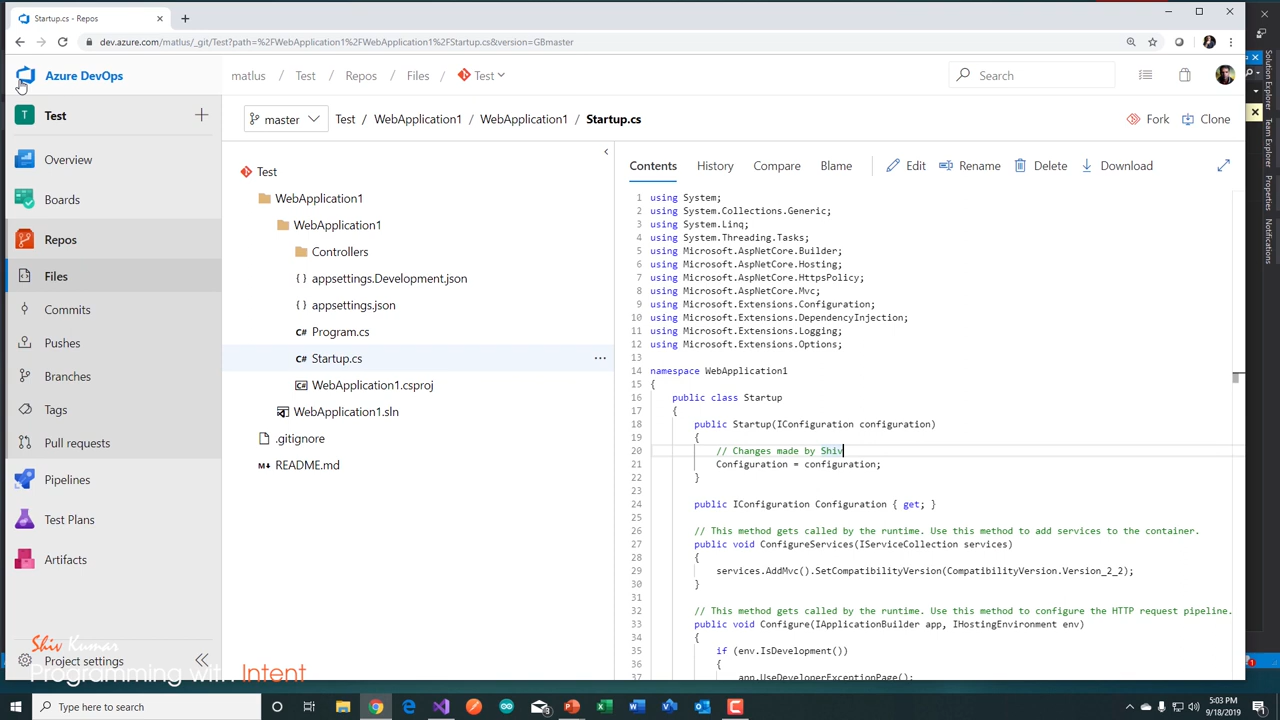 Startup.cs - Repos
dev.azure.com/matlus/_git/Test?path=%2FWebApplication1%2FWebApplication1%2FStartup.cs&version=GBmaster
Azure DevOps
matlus / Test / Repos / Files / Test
Search
T Test
master
Test / WebApplication1 / WebApplication1 / Startup.cs
Fork
Clone
Overview
Boards
Repos
Files
Commits
Pushes
Branches
Tags
Pull requests
Pipelines
Test Plans
Artifacts
Project settings
Test
WebApplication1
WebApplication1
Controllers
{ } appsettings.Development.json
{ } appsettings.json
C# Program.cs
C# Startup.cs
WebApplication1.csproj
WebApplication1.sln
.gitignore
M↓ README.md
Contents History Compare Blame Edit Rename Delete Download
1 using System;
2 using System.Collections.Generic;
3 using System.Linq;
4 using System.Threading.Tasks;
5 using Microsoft.AspNetCore.Builder;
6 using Microsoft.AspNetCore.Hosting;
7 using Microsoft.AspNetCore.HttpsPolicy;
8 using Microsoft.AspNetCore.Mvc;
9 using Microsoft.Extensions.Configuration;
10 using Microsoft.Extensions.DependencyInjection;
11 using Microsoft.Extensions.Logging;
12 using Microsoft.Extensions.Options;
13
14 namespace WebApplication1
15 {
16 public class Startup
17 {
18 public Startup(IConfiguration configuration)
19 {
20 // Changes made by Shiv
21 Configuration = configuration;
22 }
23
24 public IConfiguration Configuration { get; }
25
26 // This method gets called by the runtime. Use this method to add services to the container.
27 public void ConfigureServices(IServiceCollection services)
28 {
29 services.AddMvc().SetCompatibilityVersion(CompatibilityVersion.Version_2_2);
30 }
31
32 // This method gets called by the runtime. Use this method to configure the HTTP request pipeline.
33 public void Configure(IApplicationBuilder app, IHostingEnvironment env)
34 {
35 if (env.IsDevelopment())
36 {
37 app.UseDeveloperExceptionPage();
Solution Explorer
Team Explorer
Properties
Notifications
Shiv Kumar
Programming with Intent
Type here to search
5:03 PM
9/18/2019